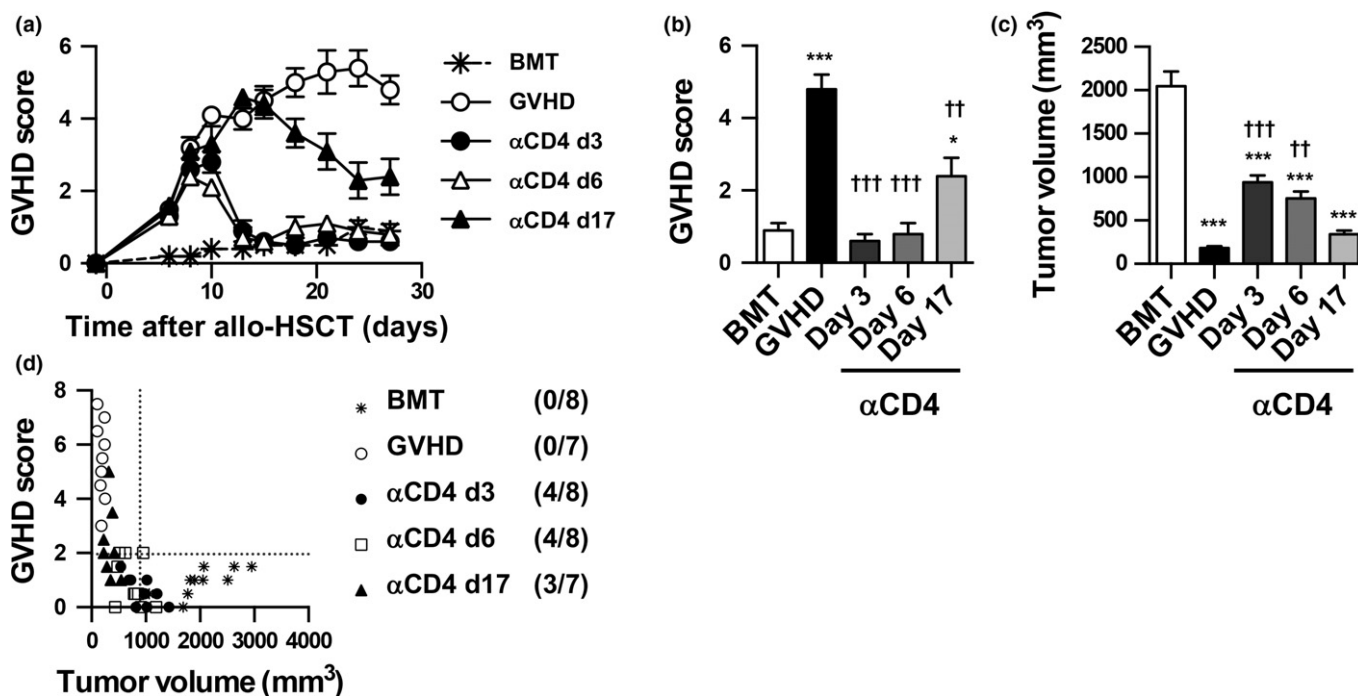 (a)
GVHD score
6
4
2
0
0 10 20 30
Time after allo-HSCT (days)
BMT
GVHD
αCD4 d3
αCD4 d6
αCD4 d17
(b)
GVHD score
6
4
2
0
***
†††
†††
††
*
BMT
GVHD
Day 3
Day 6
Day 17
αCD4
(c)
Tumor volume (mm³)
2500
2000
1500
1000
500
0
***
†††
***
††
***
***
BMT
GVHD
Day 3
Day 6
Day 17
αCD4
(d)
GVHD score
8
6
4
2
0
0 1000 2000 3000 4000
Tumor volume (mm³)
BMT (0/8)
GVHD (0/7)
αCD4 d3 (4/8)
αCD4 d6 (4/8)
αCD4 d17 (3/7)